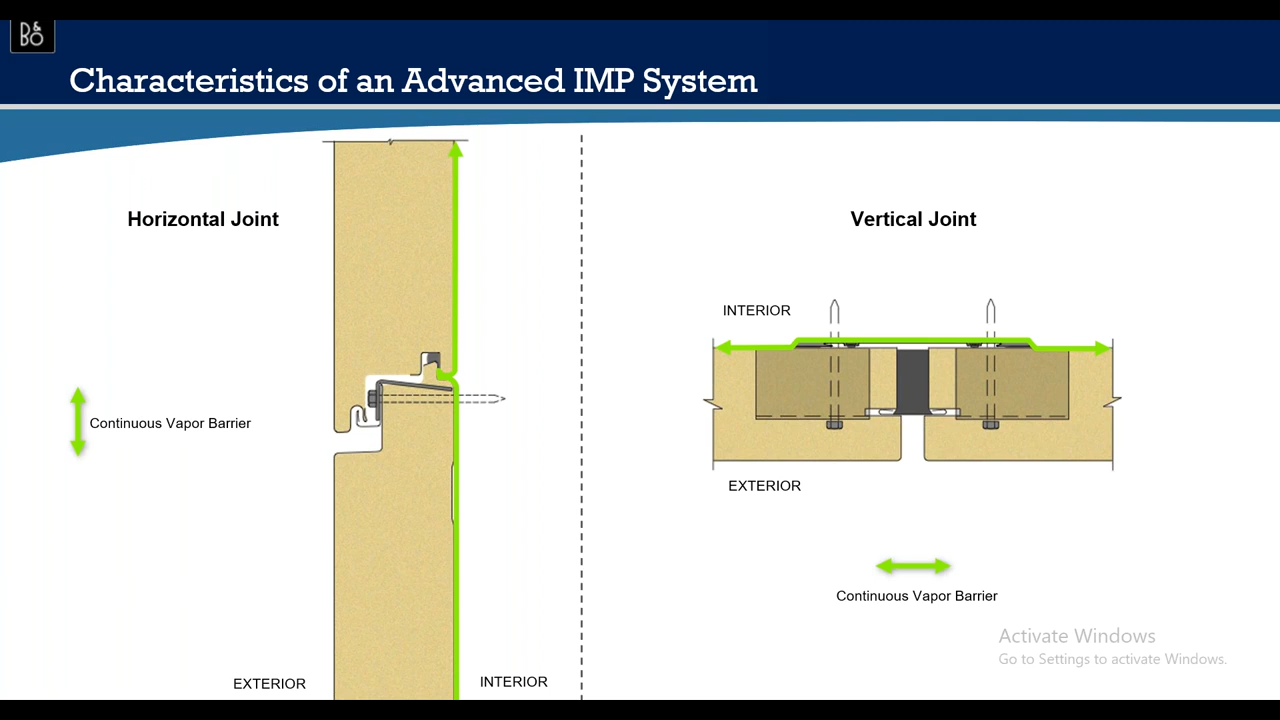 B&O
Characteristics of an Advanced IMP System
Horizontal Joint
Vertical Joint
INTERIOR
Continuous Vapor Barrier
EXTERIOR
Continuous Vapor Barrier
Activate Windows
Go to Settings to activate Windows.
EXTERIOR
INTERIOR